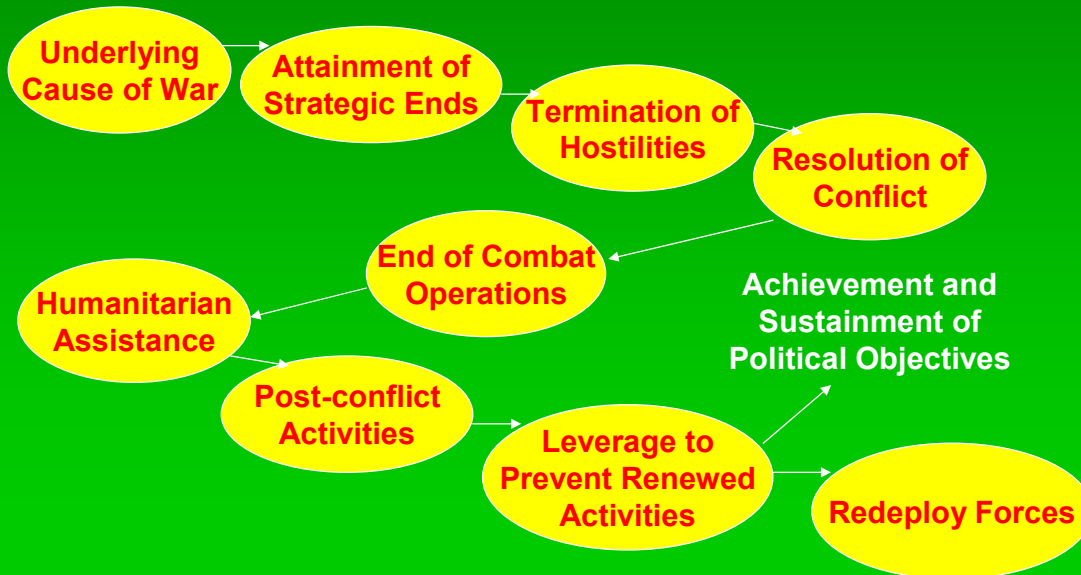 Underlying
Cause of War
Attainment of
Strategic Ends
Termination of
Hostilities
Resolution of
Conflict
End of Combat
Operations
Humanitarian
Assistance
Post-conflict
Activities
Leverage to
Prevent Renewed
Activities
Achievement and
Sustainment of
Political Objectives
Redeploy Forces